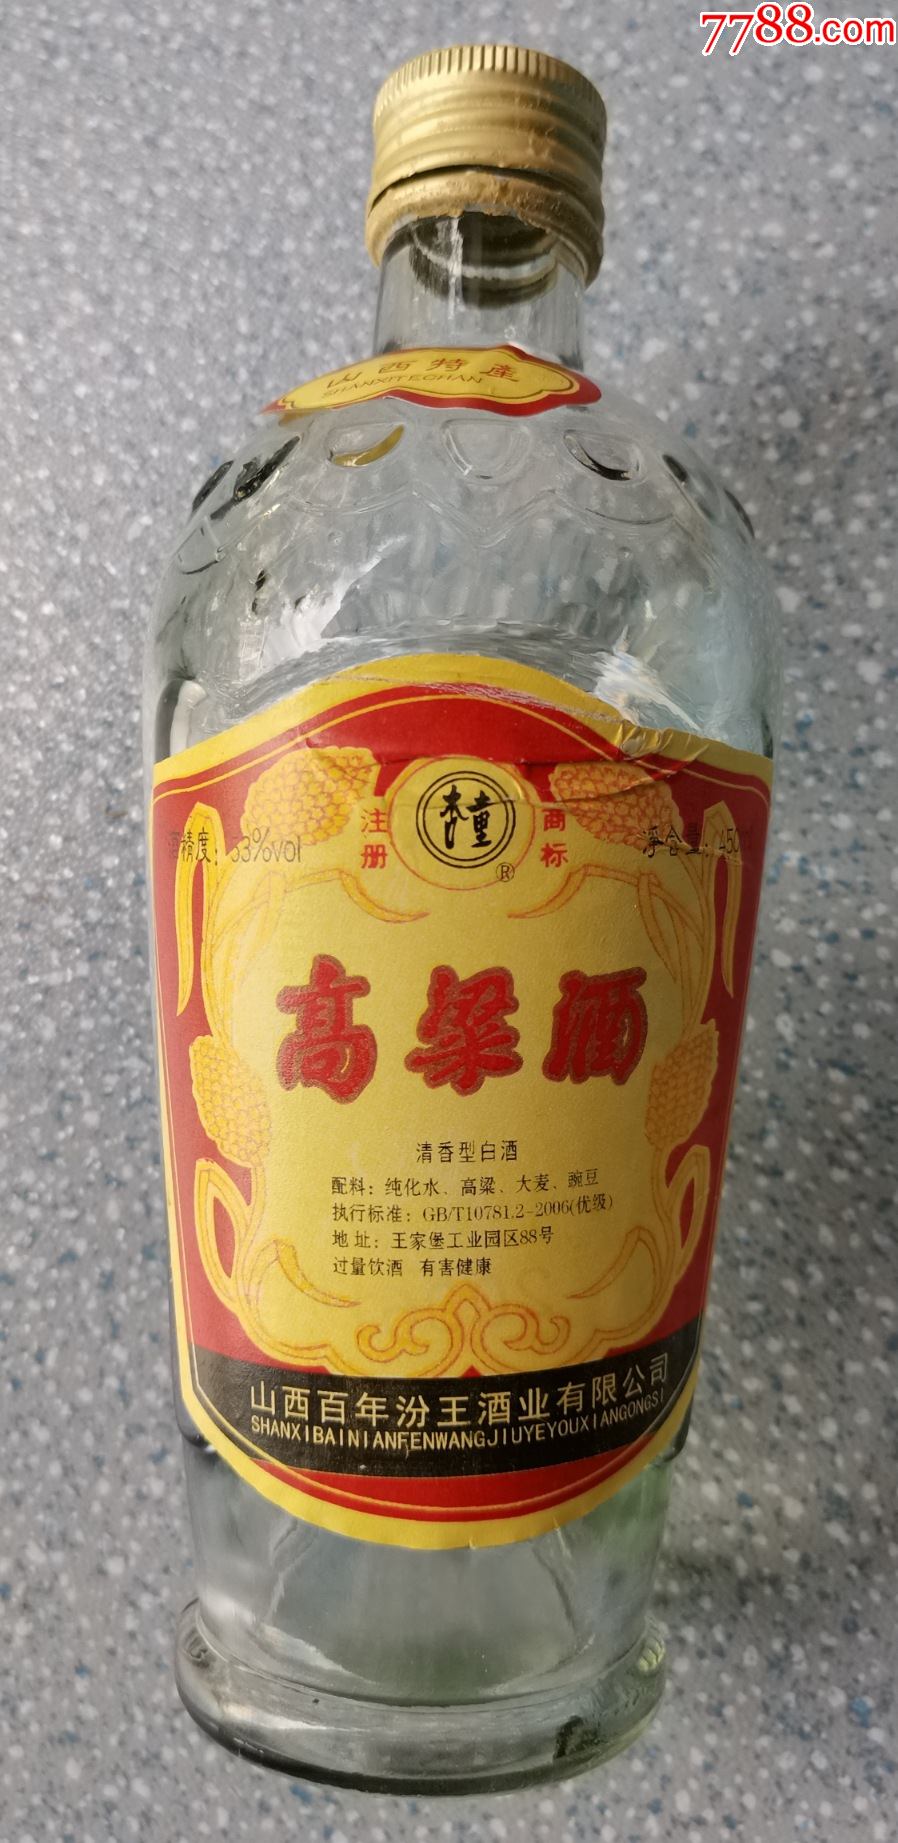 7788.com
山西特產
SHANXITECHAN
注册 商标
®
酒精度：53%vol
淨含量：450ml
高粱酒
清香型白酒
配料：纯化水、高粱、大麦、豌豆
执行标准：GB/T10781.2-2006(优级)
地址：王家堡工业园区88号
过量饮酒 有害健康
山西百年汾王酒业有限公司
SHANXIBAINIANFENWANGJIUYEYOUXIANGONGSI